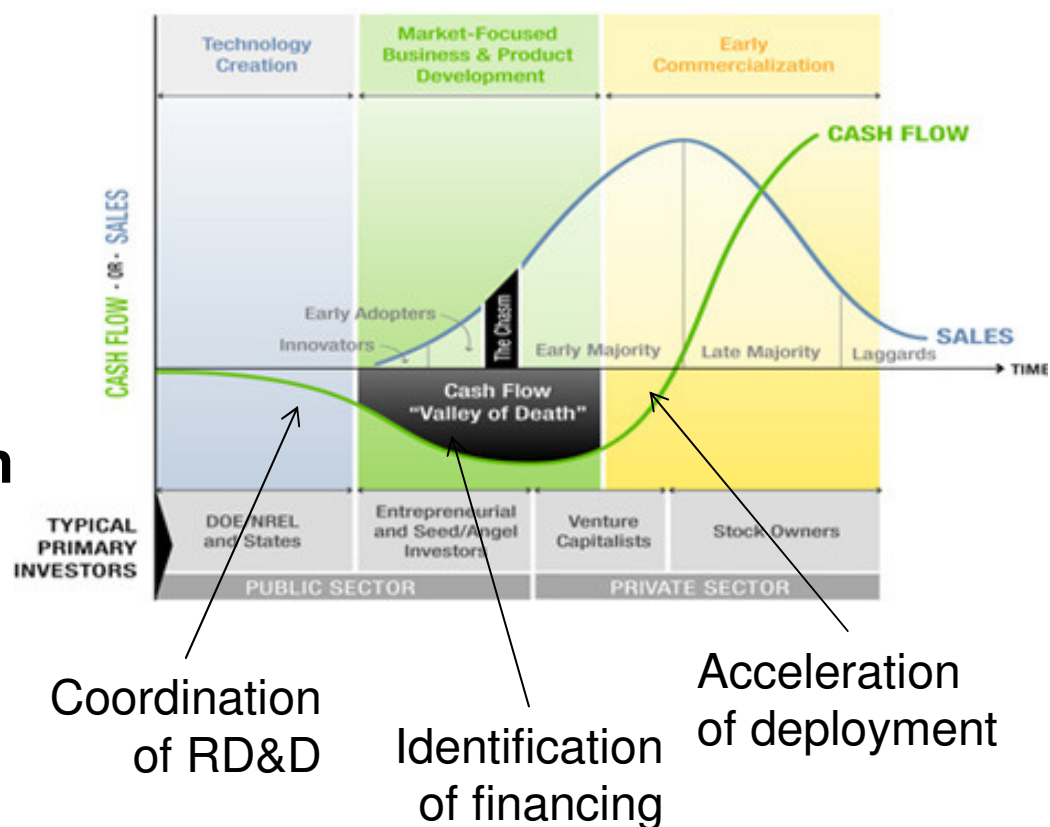 Technology
Creation
Market-Focused
Business & Product
Development
Early
Commercialization
CASH FLOW
CASH FLOW • OR • SALES
Early Adopters
Innovators
The Chasm
Early Majority
Late Majority
Laggards
SALES
TIME
Cash Flow
"Valley of Death"
n
TYPICAL
PRIMARY
INVESTORS
DOE/NREL
and States
Entrepreneurial
and Seed/Angel
Investors
Venture
Capitalists
Stock Owners
PUBLIC SECTOR
PRIVATE SECTOR
Coordination
of RD&D
Identification
of financing
Acceleration
of deployment